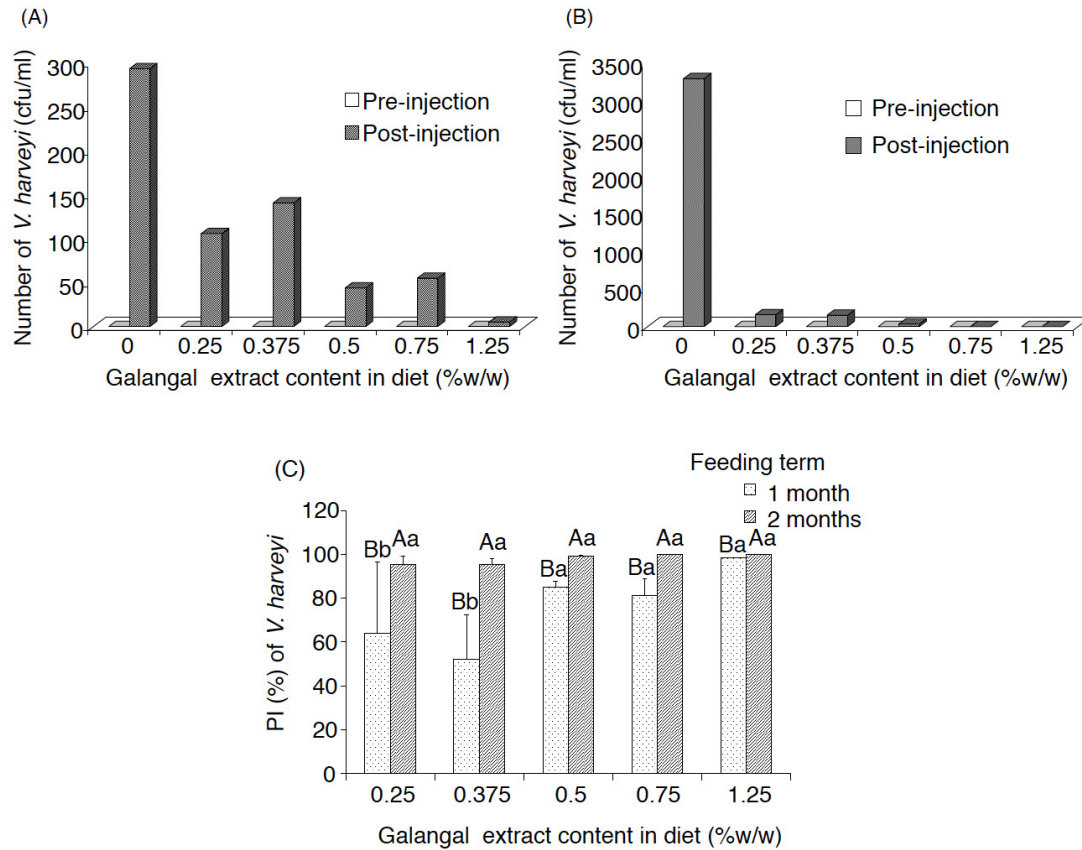 (A)
Number of V. harveyi (cfu/ml)
300
250
200
150
100
50
0
Pre-injection
Post-injection
0 0.25 0.375 0.5 0.75 1.25
Galangal extract content in diet (%w/w)
(B)
Number of V. harveyi (cfu/ml)
3500
3000
2500
2000
1500
1000
500
0
Pre-injection
Post-injection
0 0.25 0.375 0.5 0.75 1.25
Galangal extract content in diet (%w/w)
(C)
Feeding term
1 month
2 months
PI (%) of V. harveyi
120
100
80
60
40
20
0
Bb Aa Bb Aa Ba Aa Ba Aa Ba Aa
0.25 0.375 0.5 0.75 1.25
Galangal extract content in diet (%w/w)